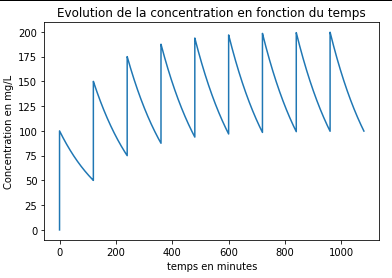 Evolution de la concentration en fonction du temps
Concentration en mg/L
200
175
150
125
100
75
50
25
0
0 200 400 600 800 1000
temps en minutes